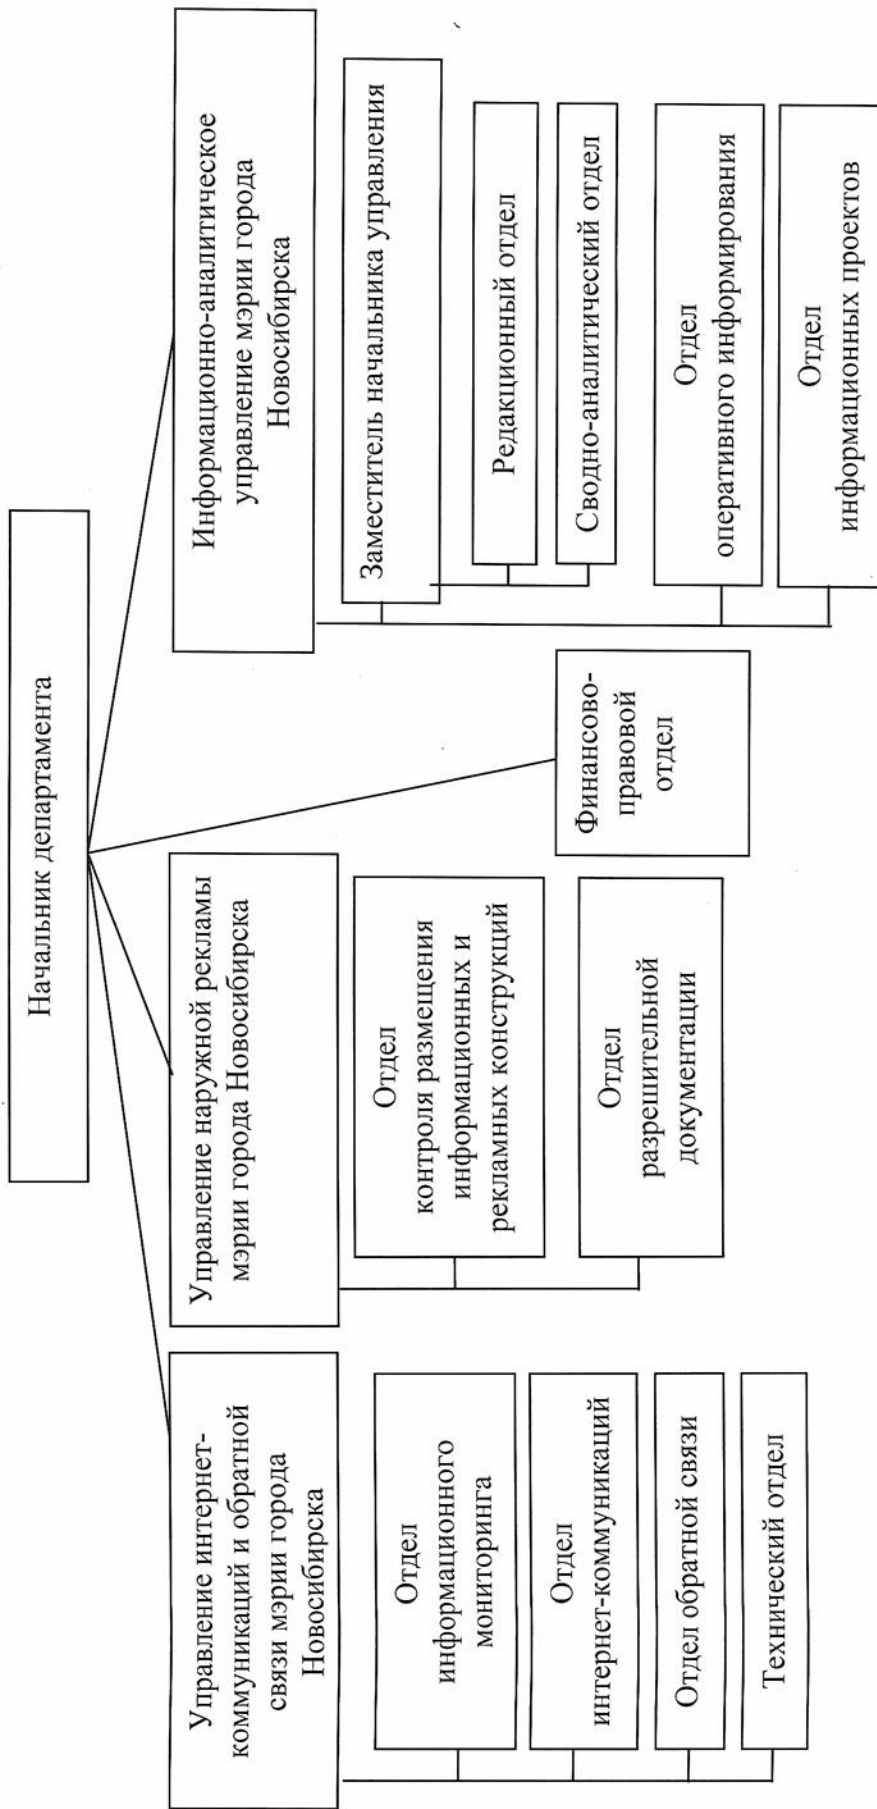 Начальник департамента
Управление интернет-
коммуникаций и обратной
связи мэрии города
Новосибирска
Отдел
информационного
мониторинга
Отдел
интернет-коммуникаций
Отдел обратной связи
Технический отдел
Управление наружной рекламы
мэрии города Новосибирска
Отдел
контроля размещения
информационных и
рекламных конструкций
Отдел
разрешительной
документации
Финансово-
правовой
отдел
Информационно-аналитическое
управление мэрии города
Новосибирска
Заместитель начальника управления
Редакционный отдел
Сводно-аналитический отдел
Отдел
оперативного информирования
Отдел
информационных проектов